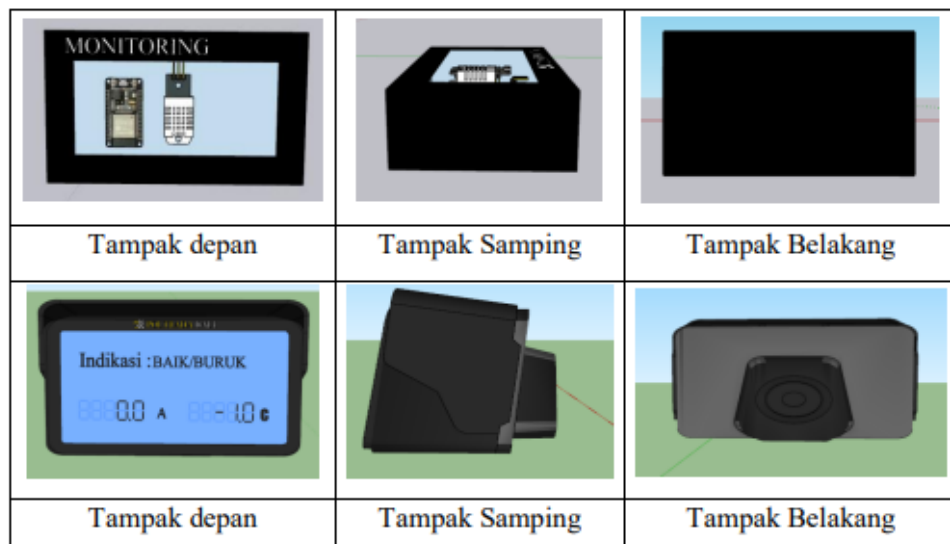 MONITORING
Tampak depan
Tampak Samping
Tampak Belakang
Indikasi :BAIK/BURUK
0.0 A
-1.0 C
Tampak depan
Tampak Samping
Tampak Belakang